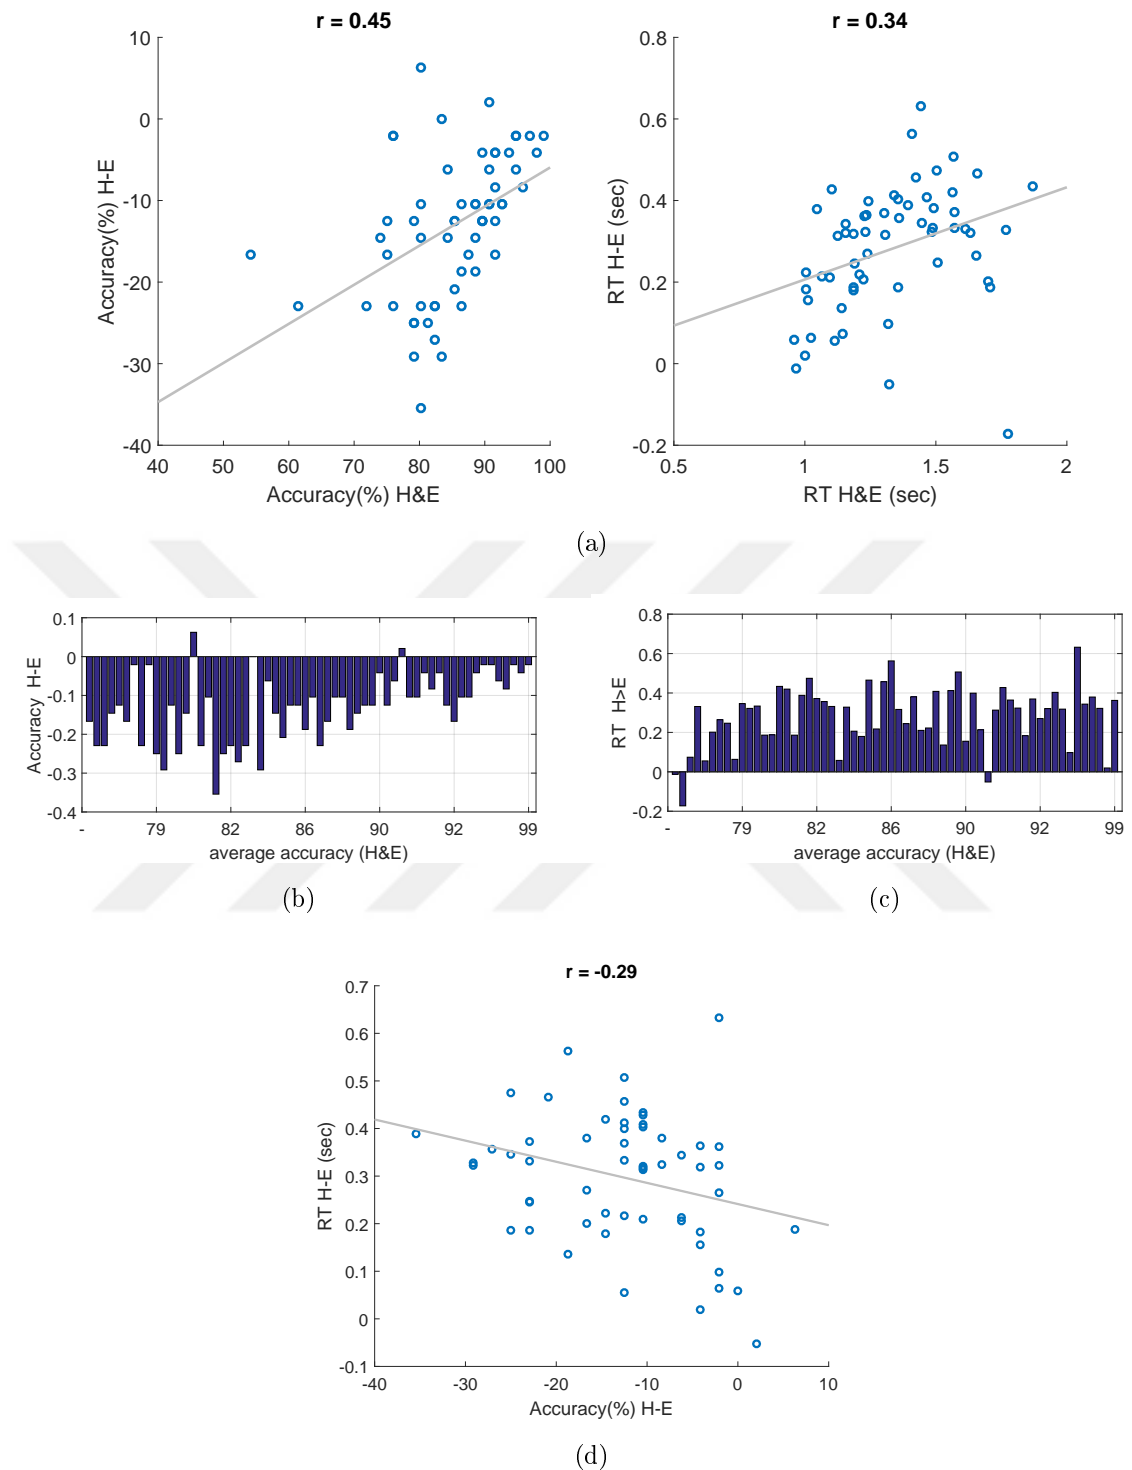 r = 0.45
10
0
-10
-20
-30
-40
40 50 60 70 80 90 100
Accuracy(%) H-E
Accuracy(%) H&E
r = 0.34
0.8
0.6
0.4
0.2
0
-0.2
0.5 1 1.5 2
RT H-E (sec)
RT H&E (sec)
(a)
0.1
0
-0.1
-0.2
-0.3
-0.4
- 79 82 86 90 92 99
Accuracy H-E
average accuracy (H&E)
(b)
0.8
0.6
0.4
0.2
0
-0.2
- 79 82 86 90 92 99
RT H>E
average accuracy (H&E)
(c)
r = -0.29
0.7
0.6
0.5
0.4
0.3
0.2
0.1
0
-0.1
-40 -30 -20 -10 0 10
RT H-E (sec)
Accuracy(%) H-E
(d)